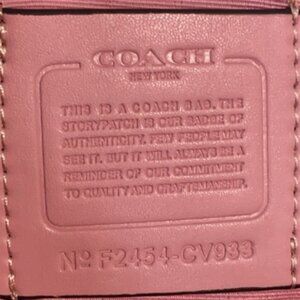 COACH
NEW YORK
THIS IS A COACH BAG. THE
STORYPATCH IS OUR BADGE OF
AUTHENTICITY. FEW PEOPLE MAY
SEE IT, BUT IT WILL ALWAYS BE A
REMINDER OF OUR COMMITMENT
TO QUALITY AND CRAFTSMANSHIP.
Nº F2454-CV933